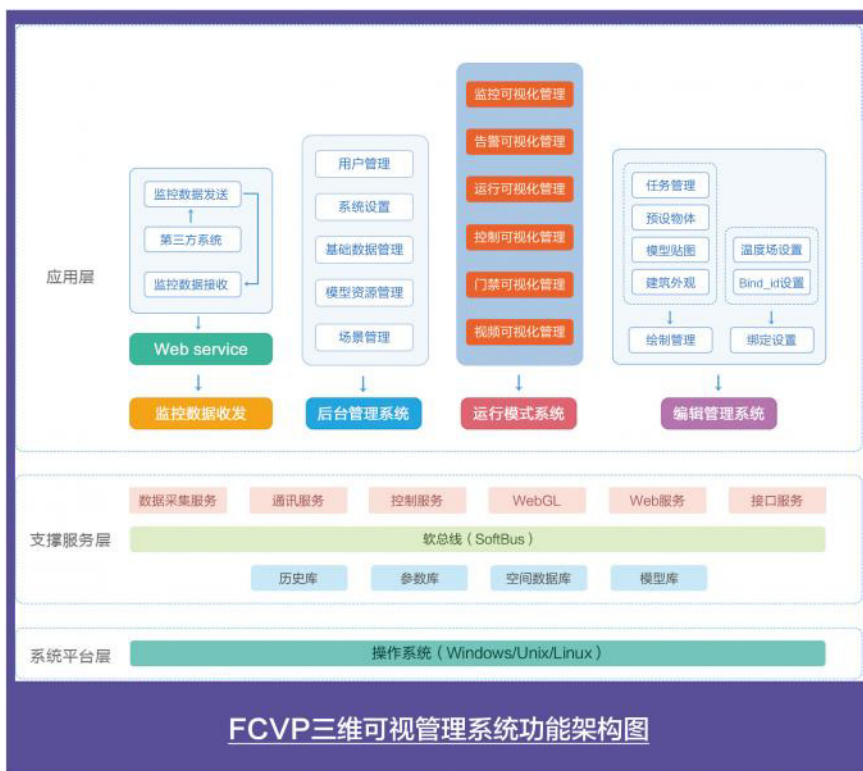 应用层
监控数据发送
第三方系统
监控数据接收
Web service
监控数据收发
用户管理
系统设置
基础数据管理
模型资源管理
场景管理
后台管理系统
监控可视化管理
告警可视化管理
运行可视化管理
控制可视化管理
门禁可视化管理
视频可视化管理
运行模式系统
任务管理
预设物体
模型贴图
建筑外观
绘制管理
温度场设置
Bind_id设置
绑定设置
编辑管理系统
支撑服务层
数据采集服务
通讯服务
控制服务
WebGL
Web服务
接口服务
软总线（SoftBus）
历史库
参数库
空间数据库
模型库
系统平台层
操作系统（Windows/Unix/Linux）
FCVP三维可视管理系统功能架构图